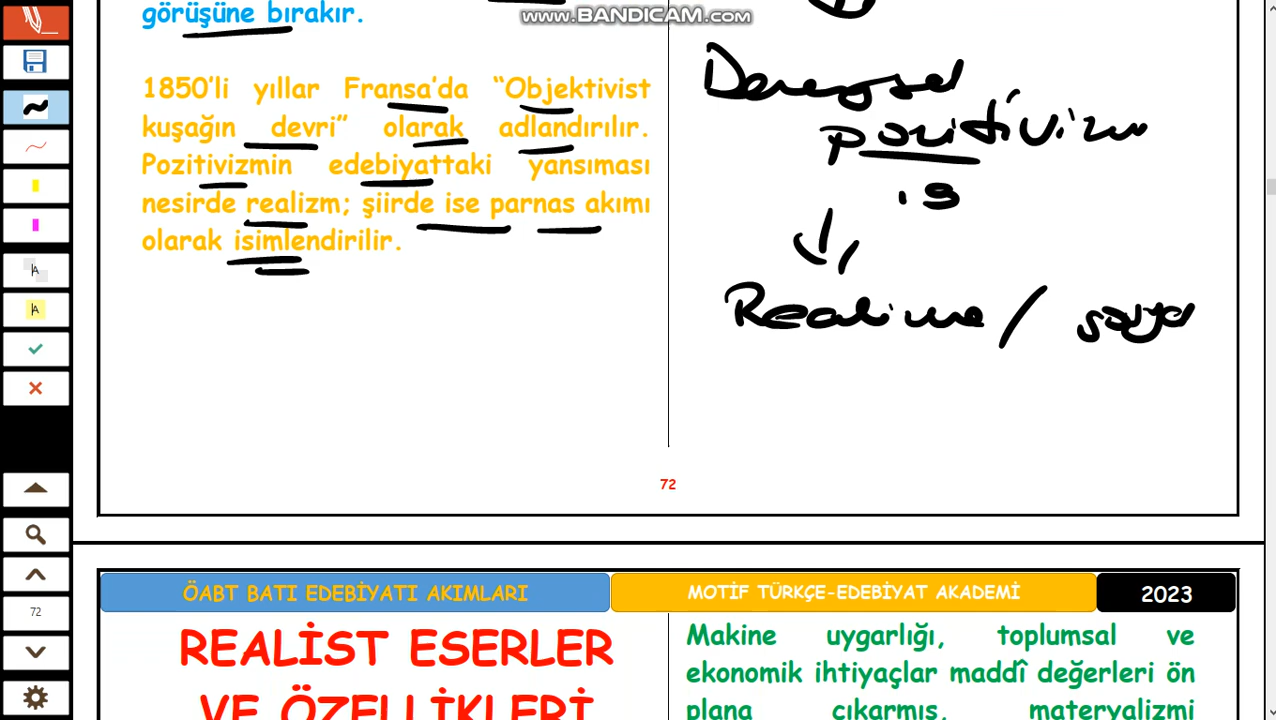 www.BANDICAM.com
görüşüne bırakır.
1850’li yıllar Fransa’da “Objektivist
kuşağın devri” olarak adlandırılır.
Pozitivizmin edebiyattaki yansıması
nesirde realizm; şiirde ise parnas akımı
olarak isimlendirilir.
pozitivizm
19
72
ÖABT BATI EDEBİYATI AKIMLARI
MOTİF TÜRKÇE-EDEBİYAT AKADEMİ
2023
REALİST ESERLER
VE ÖZELLİKLERİ
Makine uygarlığı, toplumsal ve
ekonomik ihtiyaçlar maddî değerleri ön
plana çıkarmış, materyalizmi
72